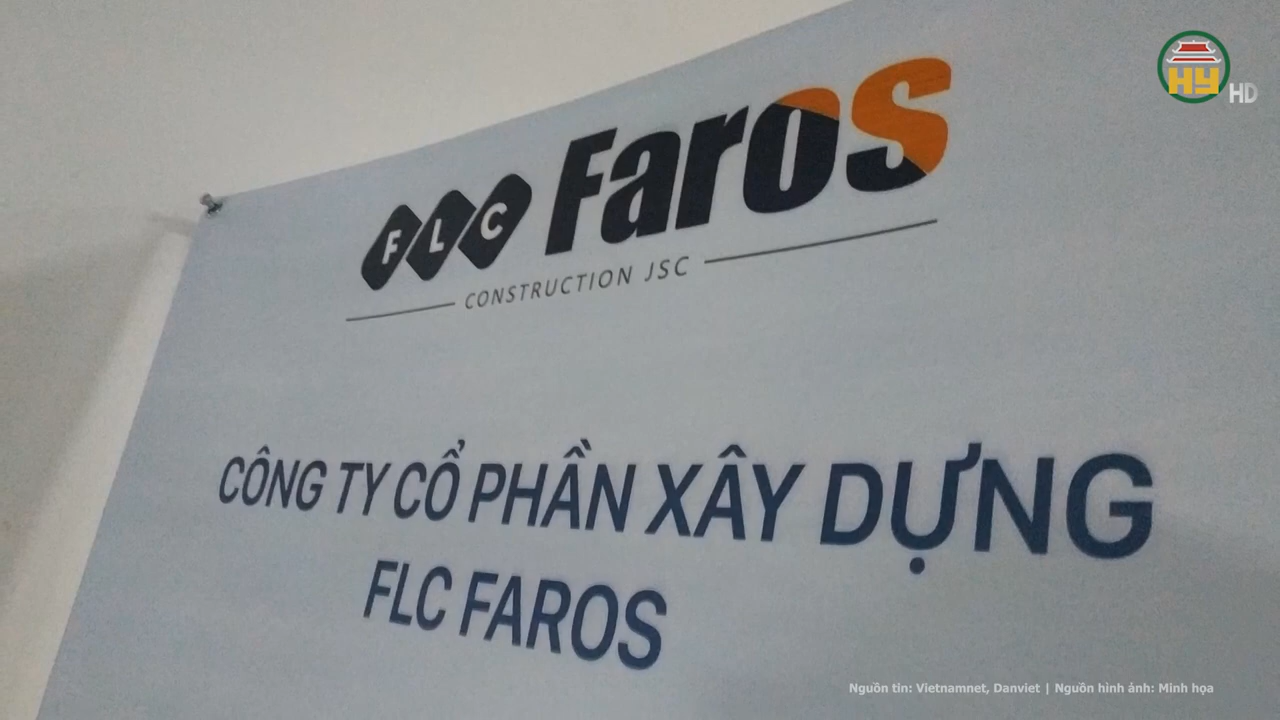 HY HD
FLC Faros
CONSTRUCTION JSC
CÔNG TY CỔ PHẦN XÂY DỰNG
FLC FAROS
Nguồn tin: Vietnamnet, Danviet | Nguồn hình ảnh: Minh họa